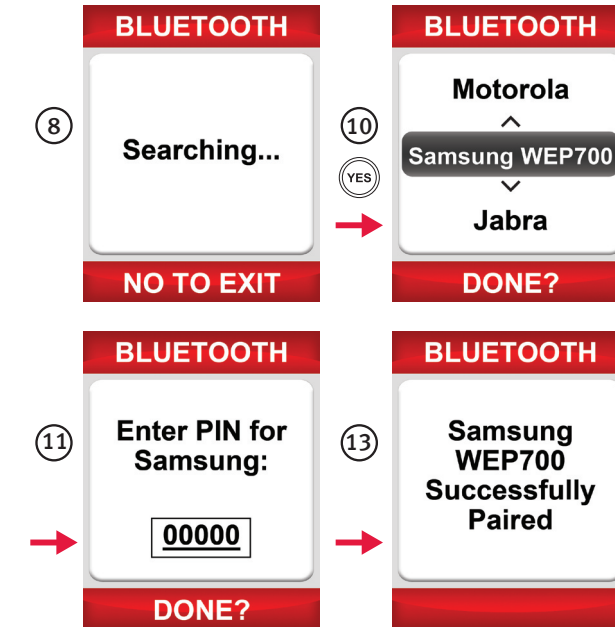 BLUETOOTH
8
Searching...
NO TO EXIT
BLUETOOTH
10
YES
Motorola
Samsung WEP700
Jabra
DONE?
BLUETOOTH
11
Enter PIN for
Samsung:
00000
DONE?
BLUETOOTH
13
Samsung
WEP700
Successfully
Paired